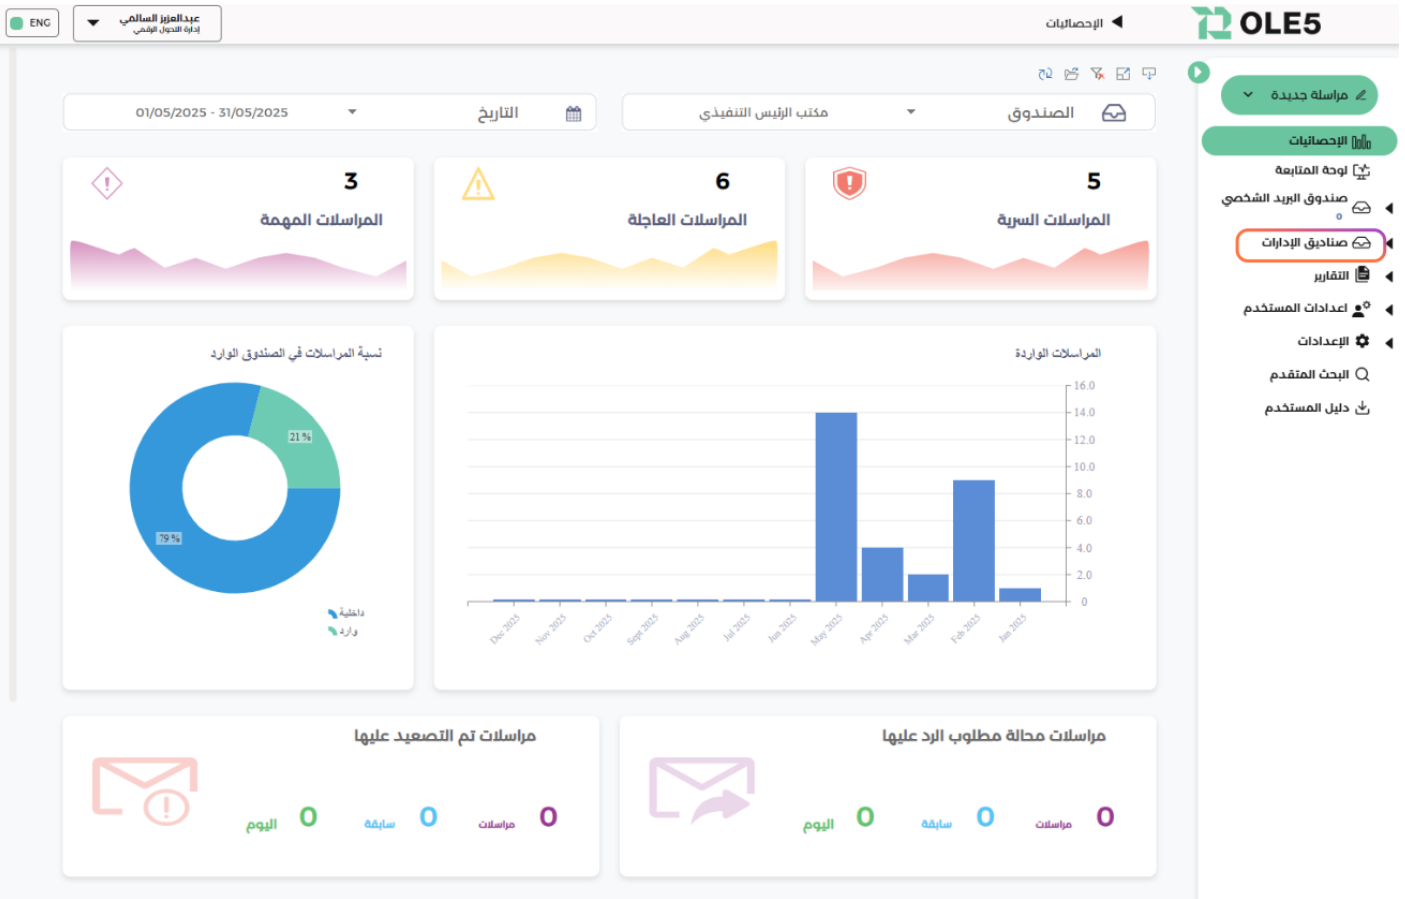 OLE5
الإحصائيات
عبدالعزيز السالمي
إدارة التحول الرقمي
ENG
مراسلة جديدة
الإحصائيات
لوحة المتابعة
صندوق البريد الشخصي
0
صناديق الإدارات
التقارير
اعدادات المستخدم
الإعدادات
البحث المتقدم
دليل المستخدم
الصندوق
مكتب الرئيس التنفيذي
التاريخ
01/05/2025 - 31/05/2025
5
المراسلات السرية
6
المراسلات العاجلة
3
المراسلات المهمة
المراسلات الواردة
16.0
14.0
12.0
10.0
8.0
6.0
4.0
2.0
0
Dec 2025
Nov 2025
Oct 2025
Sept 2025
Aug 2025
Jul 2025
Jun 2025
May 2025
Apr 2025
Mar 2025
Feb 2025
Jan 2025
نسبة المراسلات في الصندوق الوارد
21 %
79 %
داخلية
وارد
مراسلات محالة مطلوب الرد عليها
0 مراسلات
0 سابقة
0 اليوم
مراسلات تم التصعيد عليها
0 مراسلات
0 سابقة
0 اليوم